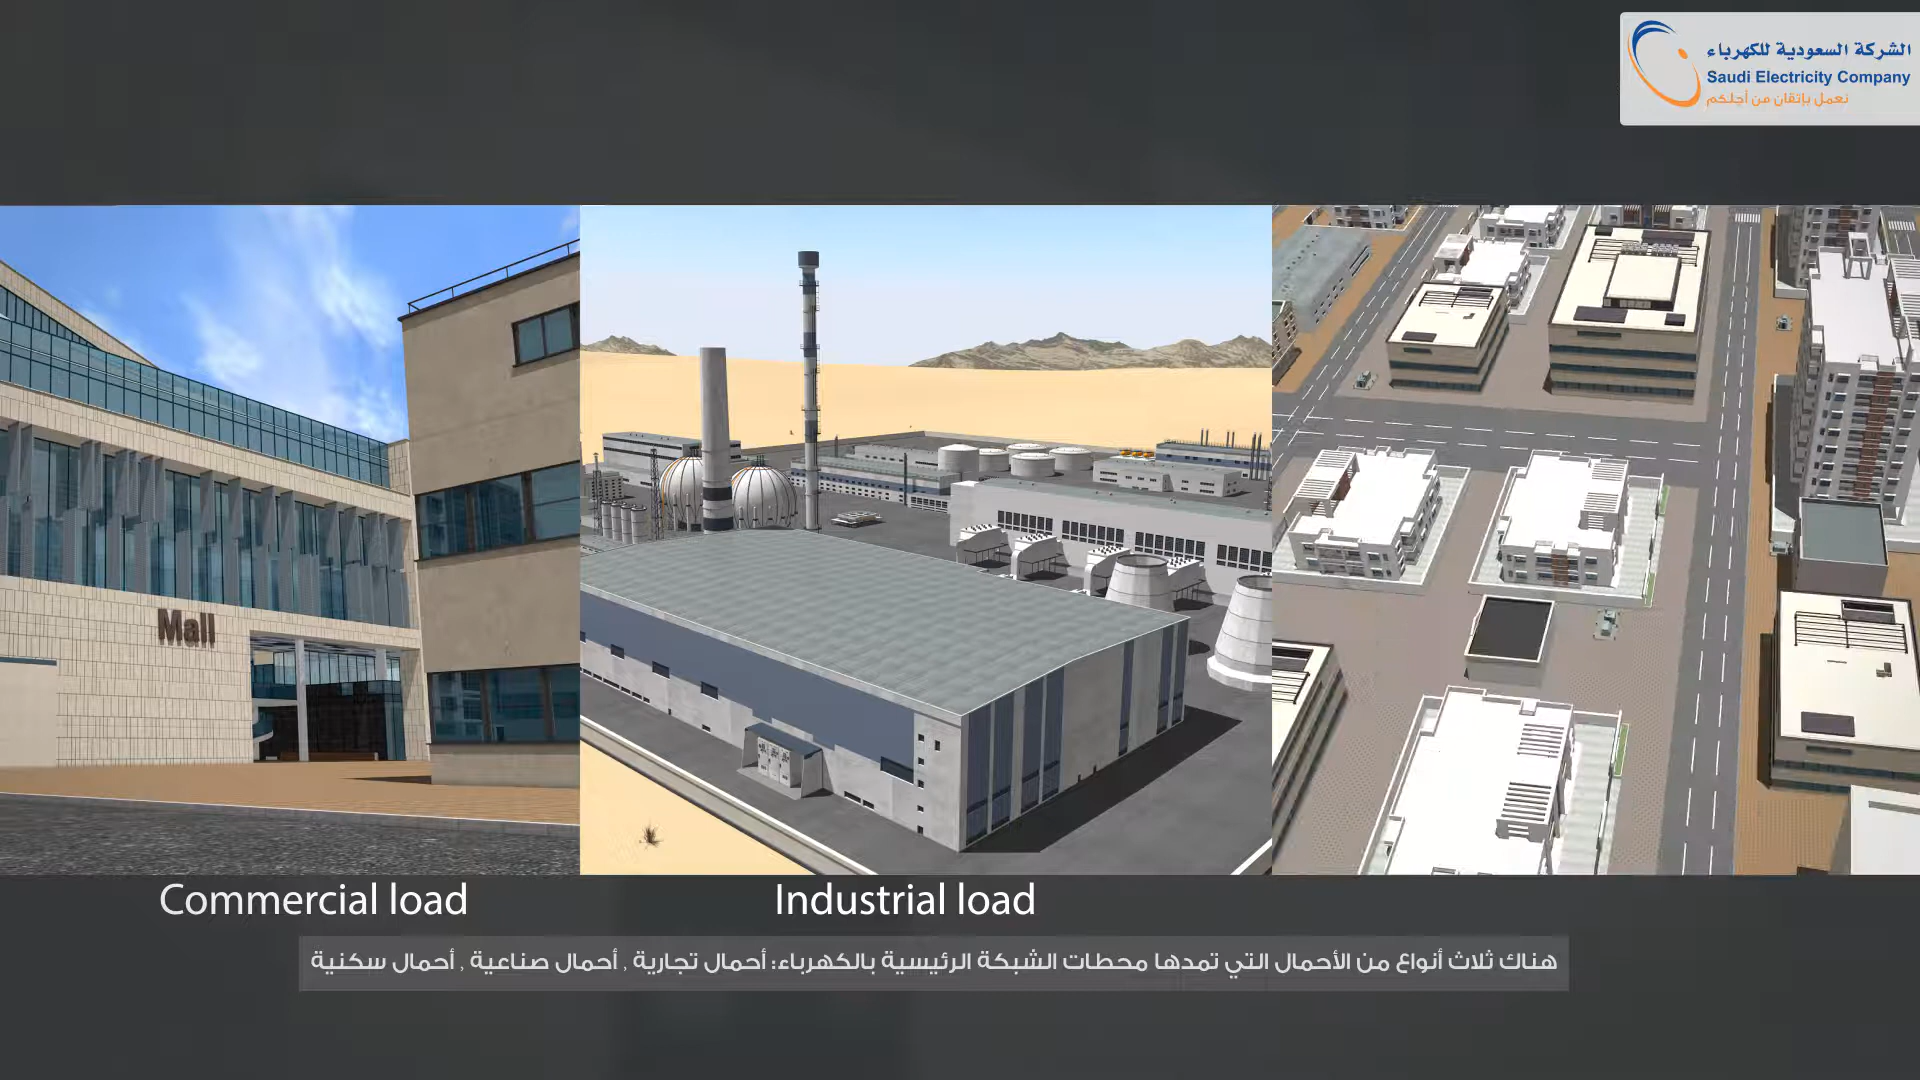 الشركة السعودية للكهرباء
Saudi Electricity Company
نعمل بإتقان من أجلكم
Mall
Commercial load
Industrial load
هناك ثلاث أنواع من الأحمال التي تمدها محطات الشبكة الرئيسية بالكهرباء: أحمال تجارية , أحمال صناعية , أحمال سكنية